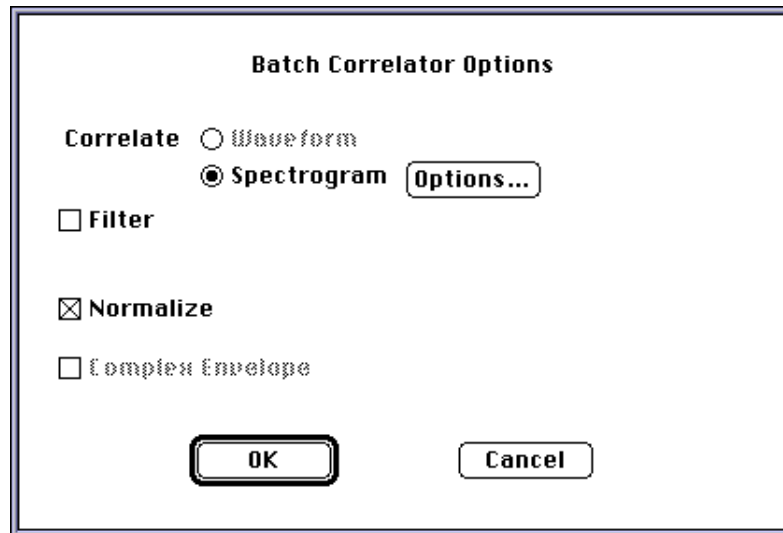 Batch Correlator Options
Correlate Waveform
Spectrogram Options...
Filter
Normalize
Complex Envelope
OK Cancel